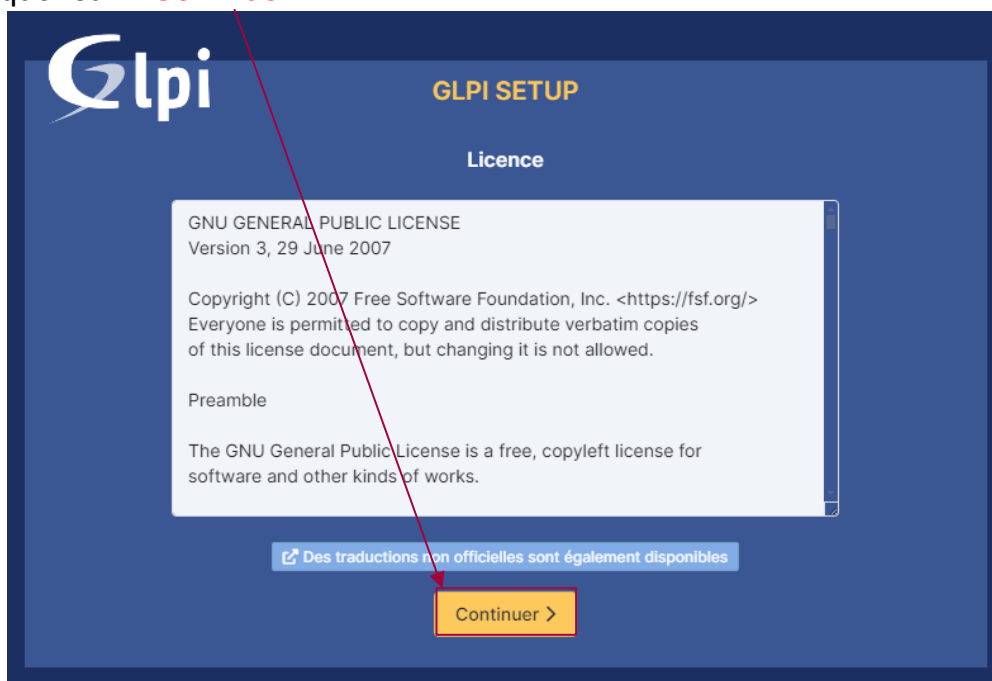 Glpi
GLPI SETUP
Licence
GNU GENERAL PUBLIC LICENSE
Version 3, 29 June 2007
Copyright (C) 2007 Free Software Foundation, Inc. <https://fsf.org/>
Everyone is permitted to copy and distribute verbatim copies
of this license document, but changing it is not allowed.
Preamble
The GNU General Public License is a free, copyleft license for
software and other kinds of works.
Des traductions non officielles sont également disponibles
Continuer >